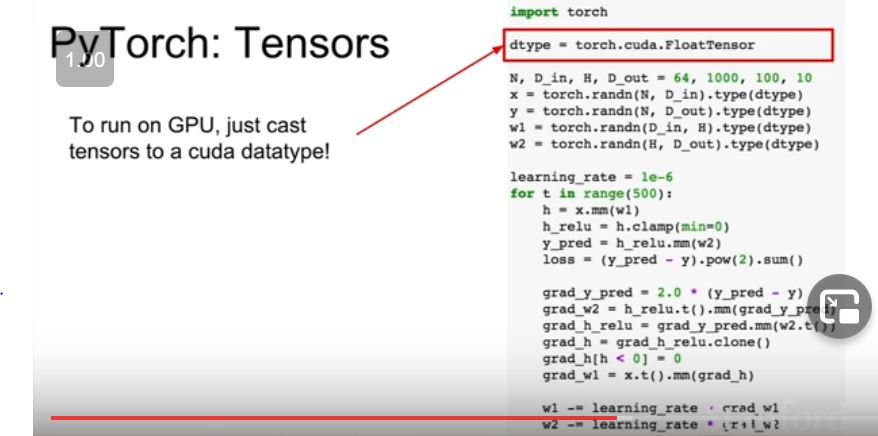 PyTorch: Tensors
1.00
To run on GPU, just cast
tensors to a cuda datatype!
import torch
dtype = torch.cuda.FloatTensor
N, D_in, H, D_out = 64, 1000, 100, 10
x = torch.randn(N, D_in).type(dtype)
y = torch.randn(N, D_out).type(dtype)
w1 = torch.randn(D_in, H).type(dtype)
w2 = torch.randn(H, D_out).type(dtype)
learning_rate = 1e-6
for t in range(500):
h = x.mm(w1)
h_relu = h.clamp(min=0)
y_pred = h_relu.mm(w2)
loss = (y_pred - y).pow(2).sum()
grad_y_pred = 2.0 * (y_pred - y)
grad_w2 = h_relu.t().mm(grad_y_pred)
grad_h_relu = grad_y_pred.mm(w2.t())
grad_h = grad_h_relu.clone()
grad_h[h < 0] = 0
grad_w1 = x.t().mm(grad_h)
w1 -= learning_rate * grad_w1
w2 -= learning_rate * grad_w2